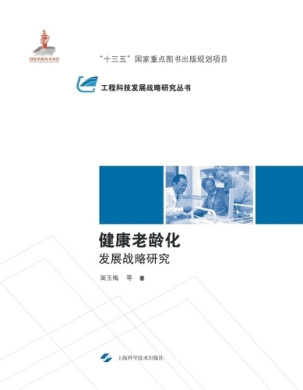 “十三五”国家重点图书出版规划项目
工程科技发展战略研究丛书
健康老龄化
发展战略研究
闻玉梅 等 著
上海科学技术出版社